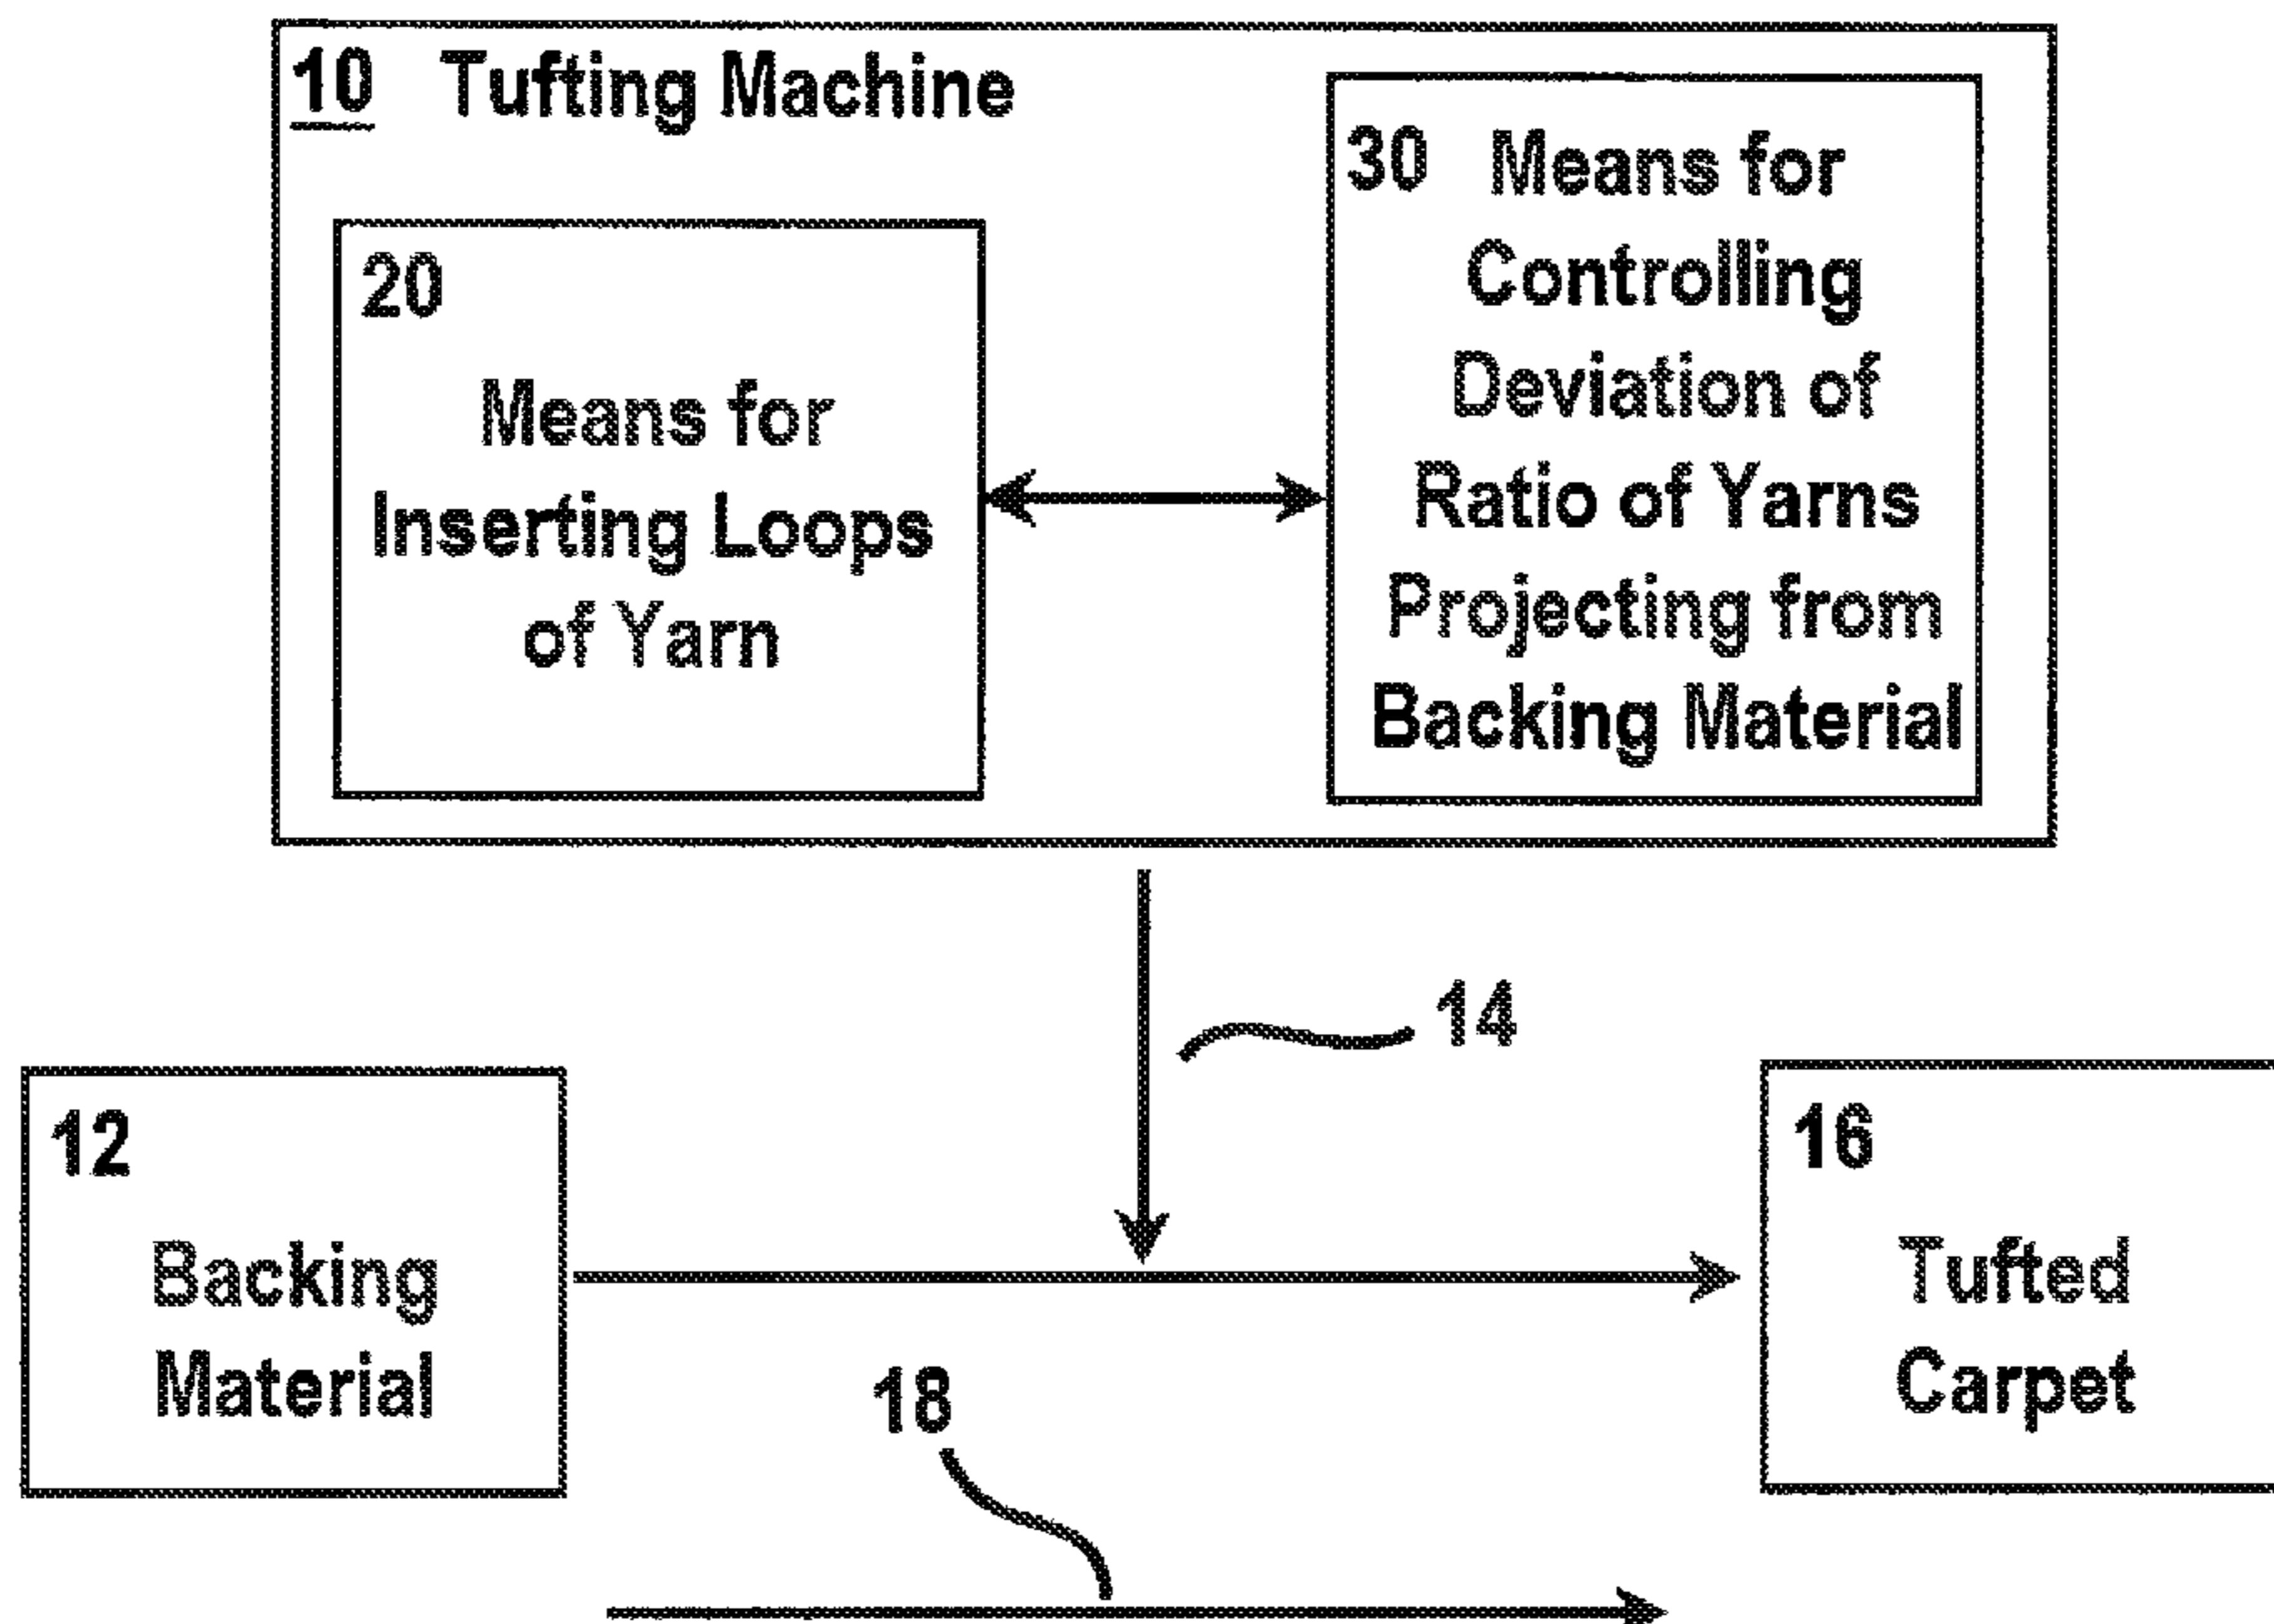 10 Tufting Machine
20
Means for
Inserting Loops
of Yarn
30 Means for
Controlling
Deviation of
Ratio of Yarns
Projecting from
Backing Material
14
12
Backing
Material
16
Tufted
Carpet
18